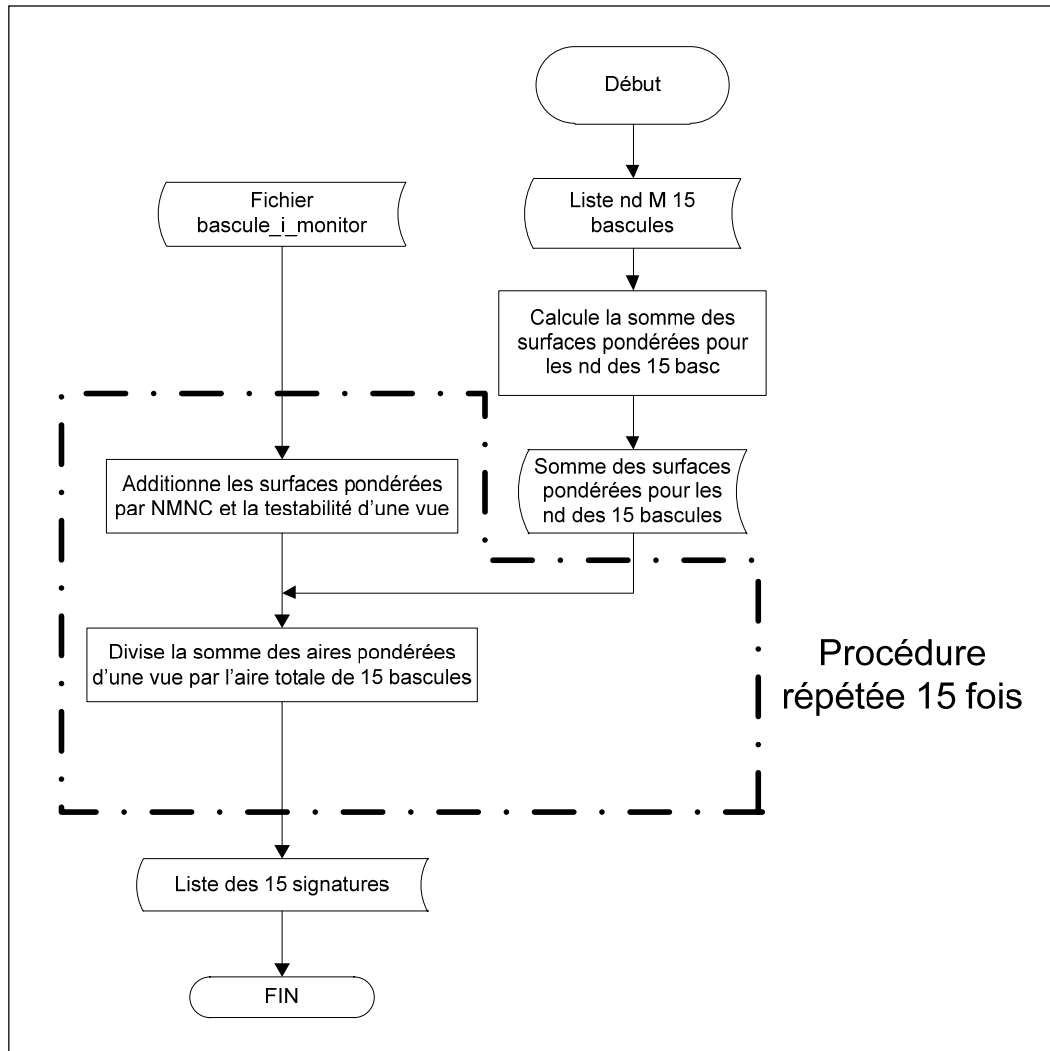 Début
Fichier
bascule_i_monitor
Liste nd M 15
bascules
Calcule la somme des
surfaces pondérées pour
les nd des 15 basc
Additionne les surfaces pondérées
par NMNC et la testabilité d'une vue
Somme des surfaces
pondérées pour les
nd des 15 bascules
Divise la somme des aires pondérées
d'une vue par l'aire totale de 15 bascules
Procédure
répétée 15 fois
Liste des 15 signatures
FIN